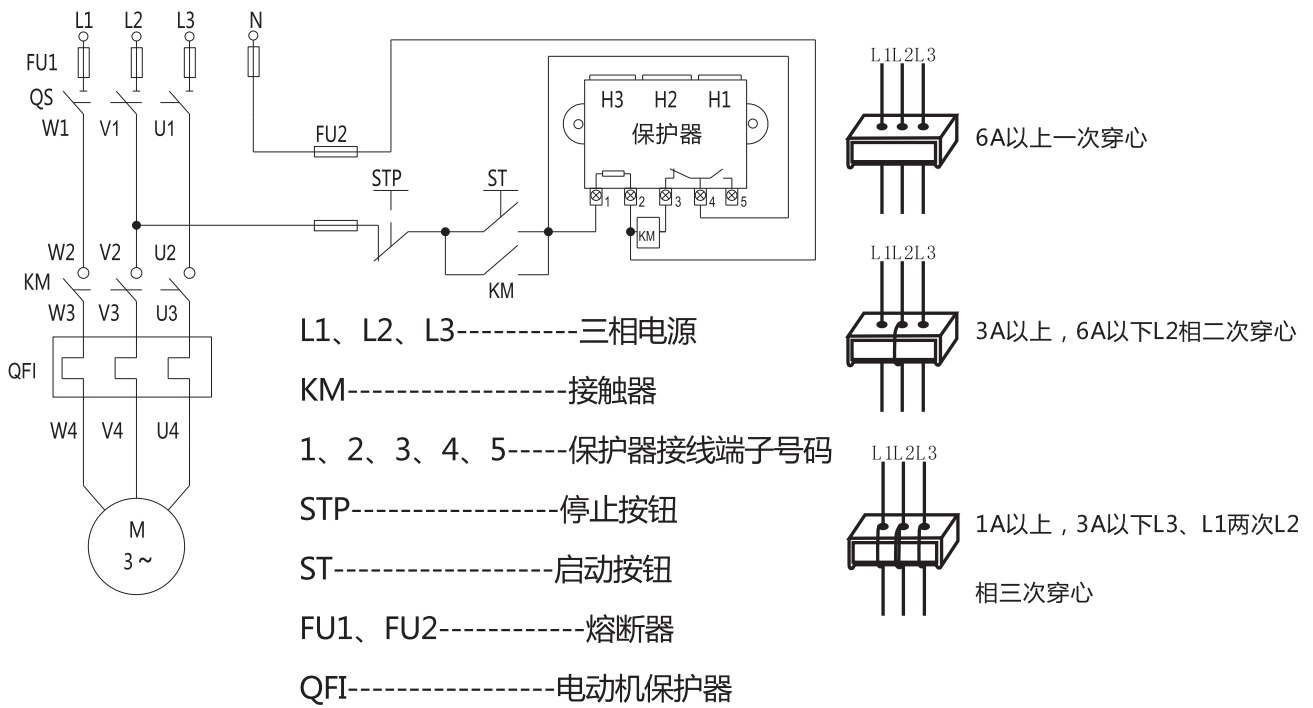 L1 L2 L3 N
FU1
QS
W1 V1 U1
FU2
H3 H2 H1
保护器
STP ST
1 2 3 4 5
KM
W2 V2 U2
KM
KM
W3 V3 U3
QFI
W4 V4 U4
M
3~
L1、L2、L3-----------三相电源
KM--------------------接触器
1、2、3、4、5-----保护器接线端子号码
STP------------------停止按钮
ST-------------------启动按钮
FU1、FU2------------熔断器
QFI------------------电动机保护器
L1L2L3
6A以上一次穿心
L1L2L3
3A以上，6A以下L2相二次穿心
L1L2L3
1A以上，3A以下L3、L1两次L2
相三次穿心